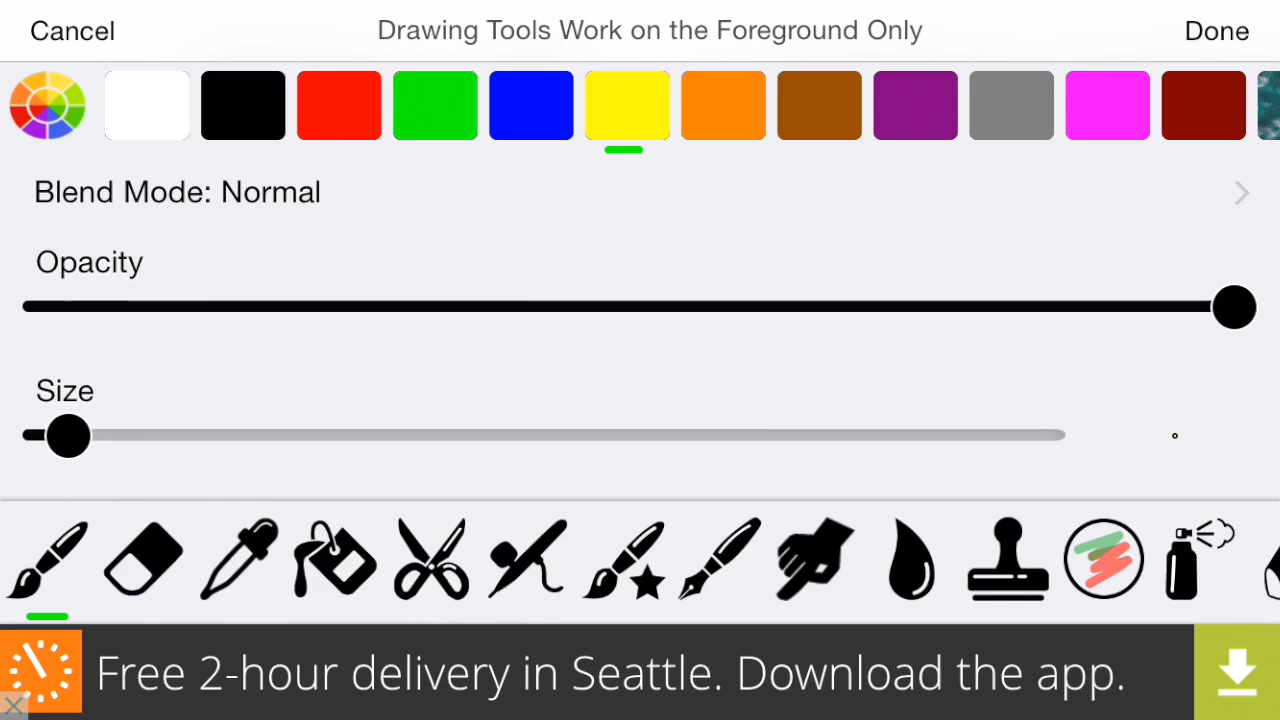 Cancel
Drawing Tools Work on the Foreground Only
Done
Blend Mode: Normal
Opacity
Size
Free 2-hour delivery in Seattle. Download the app.